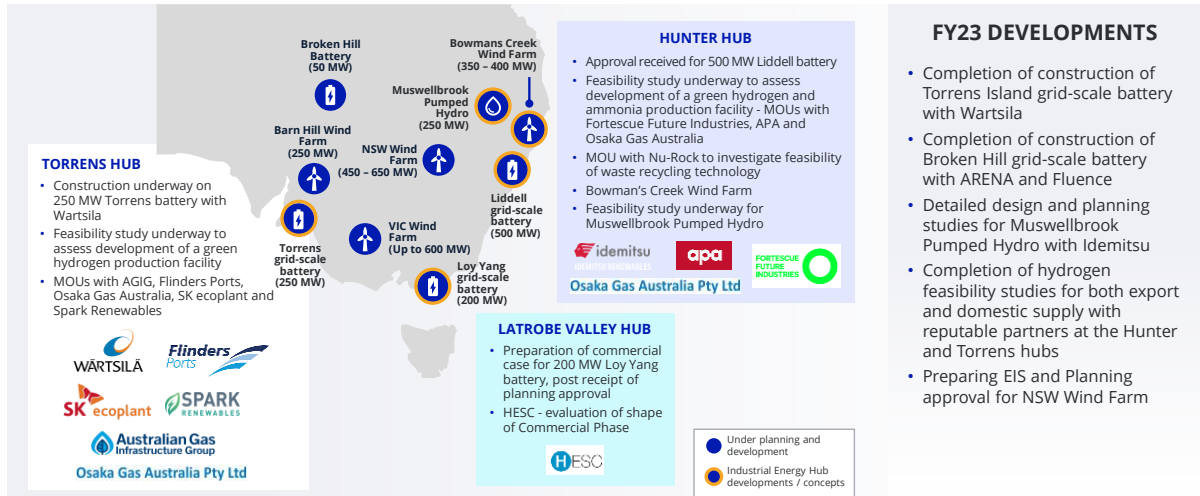 Broken Hill
Battery
(50 MW)
Bowmans Creek
Wind Farm
(350 – 400 MW)
Muswellbrook
Pumped
Hydro
(250 MW)
Barn Hill Wind
Farm
(250 MW)
NSW Wind
Farm
(450 – 650 MW)
Liddell
grid-scale
battery
(500 MW)
VIC Wind
Farm
(Up to 600 MW)
Torrens
grid-scale
battery
(250 MW)
Loy Yang
grid-scale
battery
(200 MW)
TORRENS HUB
• Construction underway on
250 MW Torrens battery with
Wartsila
• Feasibility study underway to
assess development of a green
hydrogen production facility
• MOUs with AGIG, Flinders Ports,
Osaka Gas Australia, SK ecoplant and
Spark Renewables
WÄRTSILÄ
Flinders
Ports
SK ecoplant
SPARK
RENEWABLES
Australian Gas
Infrastructure Group
Osaka Gas Australia Pty Ltd
HUNTER HUB
• Approval received for 500 MW Liddell battery
• Feasibility study underway to assess
development of a green hydrogen and
ammonia production facility - MOUs with
Fortescue Future Industries, APA and
Osaka Gas Australia
• MOU with Nu-Rock to investigate feasibility
of waste recycling technology
• Bowman’s Creek Wind Farm
• Feasibility study underway for
Muswellbrook Pumped Hydro
idemitsu
IDEMITSU RENEWABLES
apa
FORTESCUE
FUTURE
INDUSTRIES
Osaka Gas Australia Pty Ltd
LATROBE VALLEY HUB
• Preparation of commercial
case for 200 MW Loy Yang
battery, post receipt of
planning approval
• HESC - evaluation of shape
of Commercial Phase
HESC
Under planning and
development
Industrial Energy Hub
developments / concepts
FY23 DEVELOPMENTS
• Completion of construction of
Torrens Island grid-scale battery
with Wartsila
• Completion of construction of
Broken Hill grid-scale battery
with ARENA and Fluence
• Detailed design and planning
studies for Muswellbrook
Pumped Hydro with Idemitsu
• Completion of hydrogen
feasibility studies for both export
and domestic supply with
reputable partners at the Hunter
and Torrens hubs
• Preparing EIS and Planning
approval for NSW Wind Farm